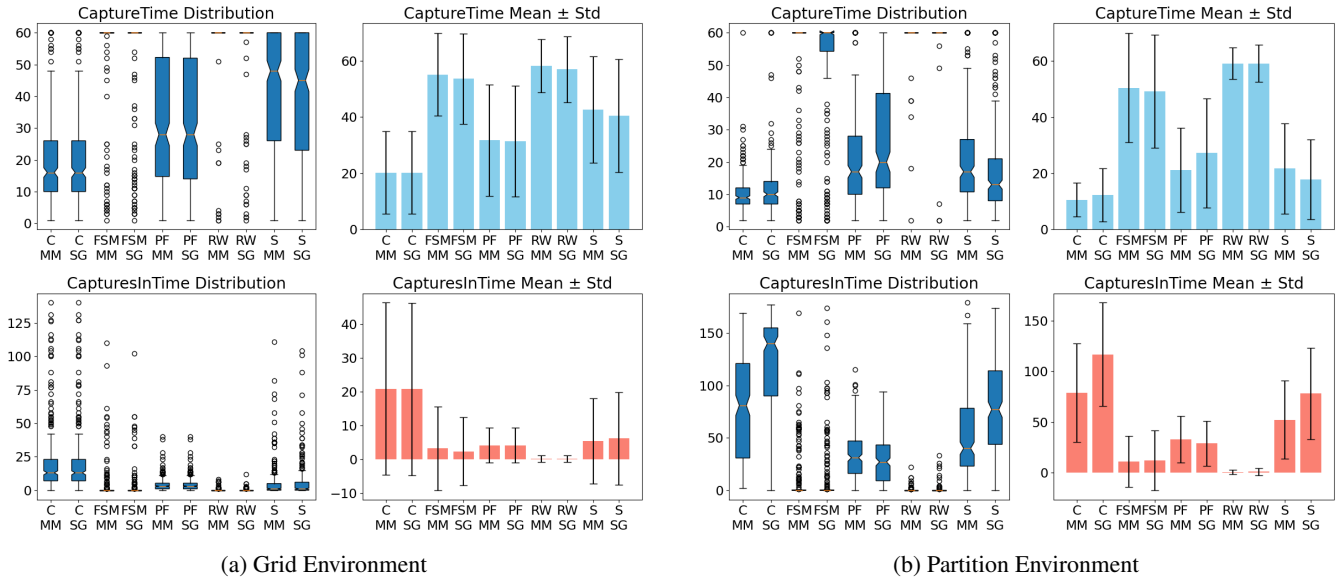 CaptureTime Distribution
60
50
40
30
20
10
0
C C FSM FSM PF PF RW RW S S
MM SG MM SG MM SG MM SG MM SG
CaptureTime Mean ± Std
60
40
20
0
C C FSM FSM PF PF RW RW S S
MM SG MM SG MM SG MM SG MM SG
CaptureTime Distribution
60
50
40
30
20
10
0
C C FSM FSM PF PF RW RW S S
MM SG MM SG MM SG MM SG MM SG
CaptureTime Mean ± Std
60
40
20
0
C C FSM FSM PF PF RW RW S S
MM SG MM SG MM SG MM SG MM SG
CapturesInTime Distribution
125
100
75
50
25
0
C C FSM FSM PF PF RW RW S S
MM SG MM SG MM SG MM SG MM SG
CapturesInTime Mean ± Std
40
30
20
10
0
−10
C C FSM FSM PF PF RW RW S S
MM SG MM SG MM SG MM SG MM SG
CapturesInTime Distribution
150
100
50
0
C C FSM FSM PF PF RW RW S S
MM SG MM SG MM SG MM SG MM SG
CapturesInTime Mean ± Std
150
100
50
0
C C FSM FSM PF PF RW RW S S
MM SG MM SG MM SG MM SG MM SG
(a) Grid Environment
(b) Partition Environment